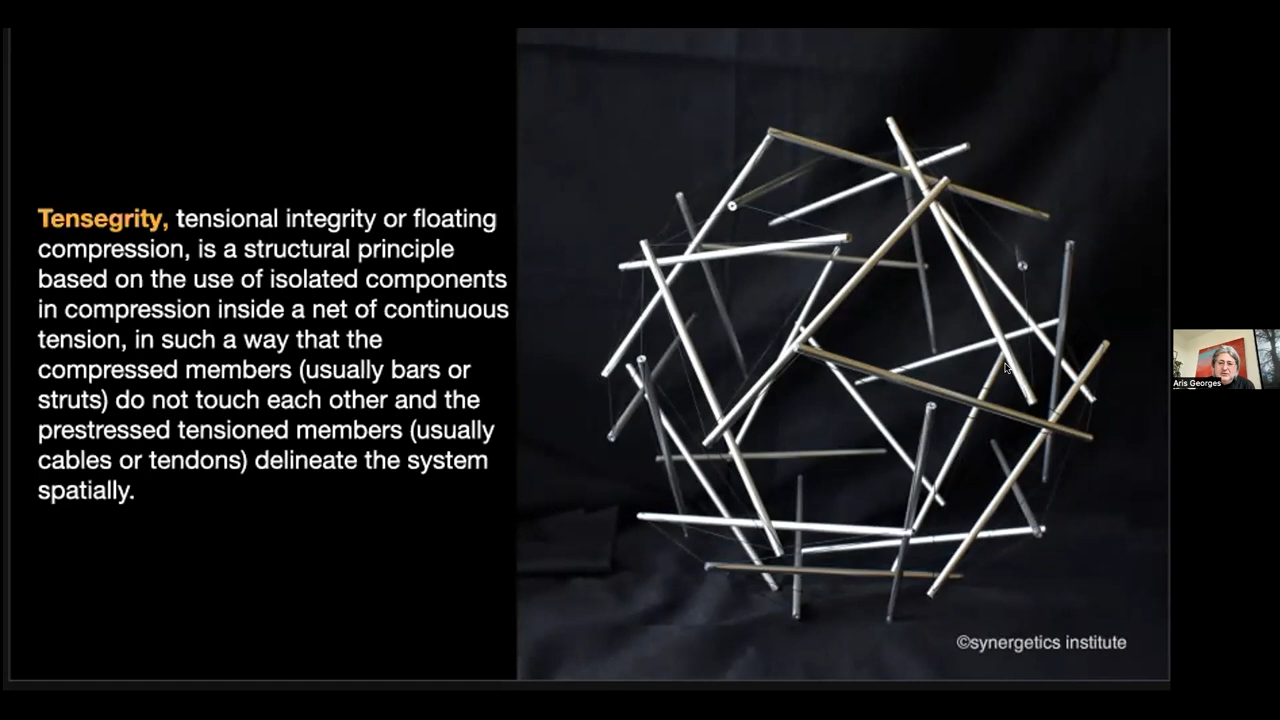 Tensegrity, tensional integrity or floating
compression, is a structural principle
based on the use of isolated components
in compression inside a net of continuous
tension, in such a way that the
compressed members (usually bars or
struts) do not touch each other and the
prestressed tensioned members (usually
cables or tendons) delineate the system
spatially.
Aris Georges
©synergetics institute